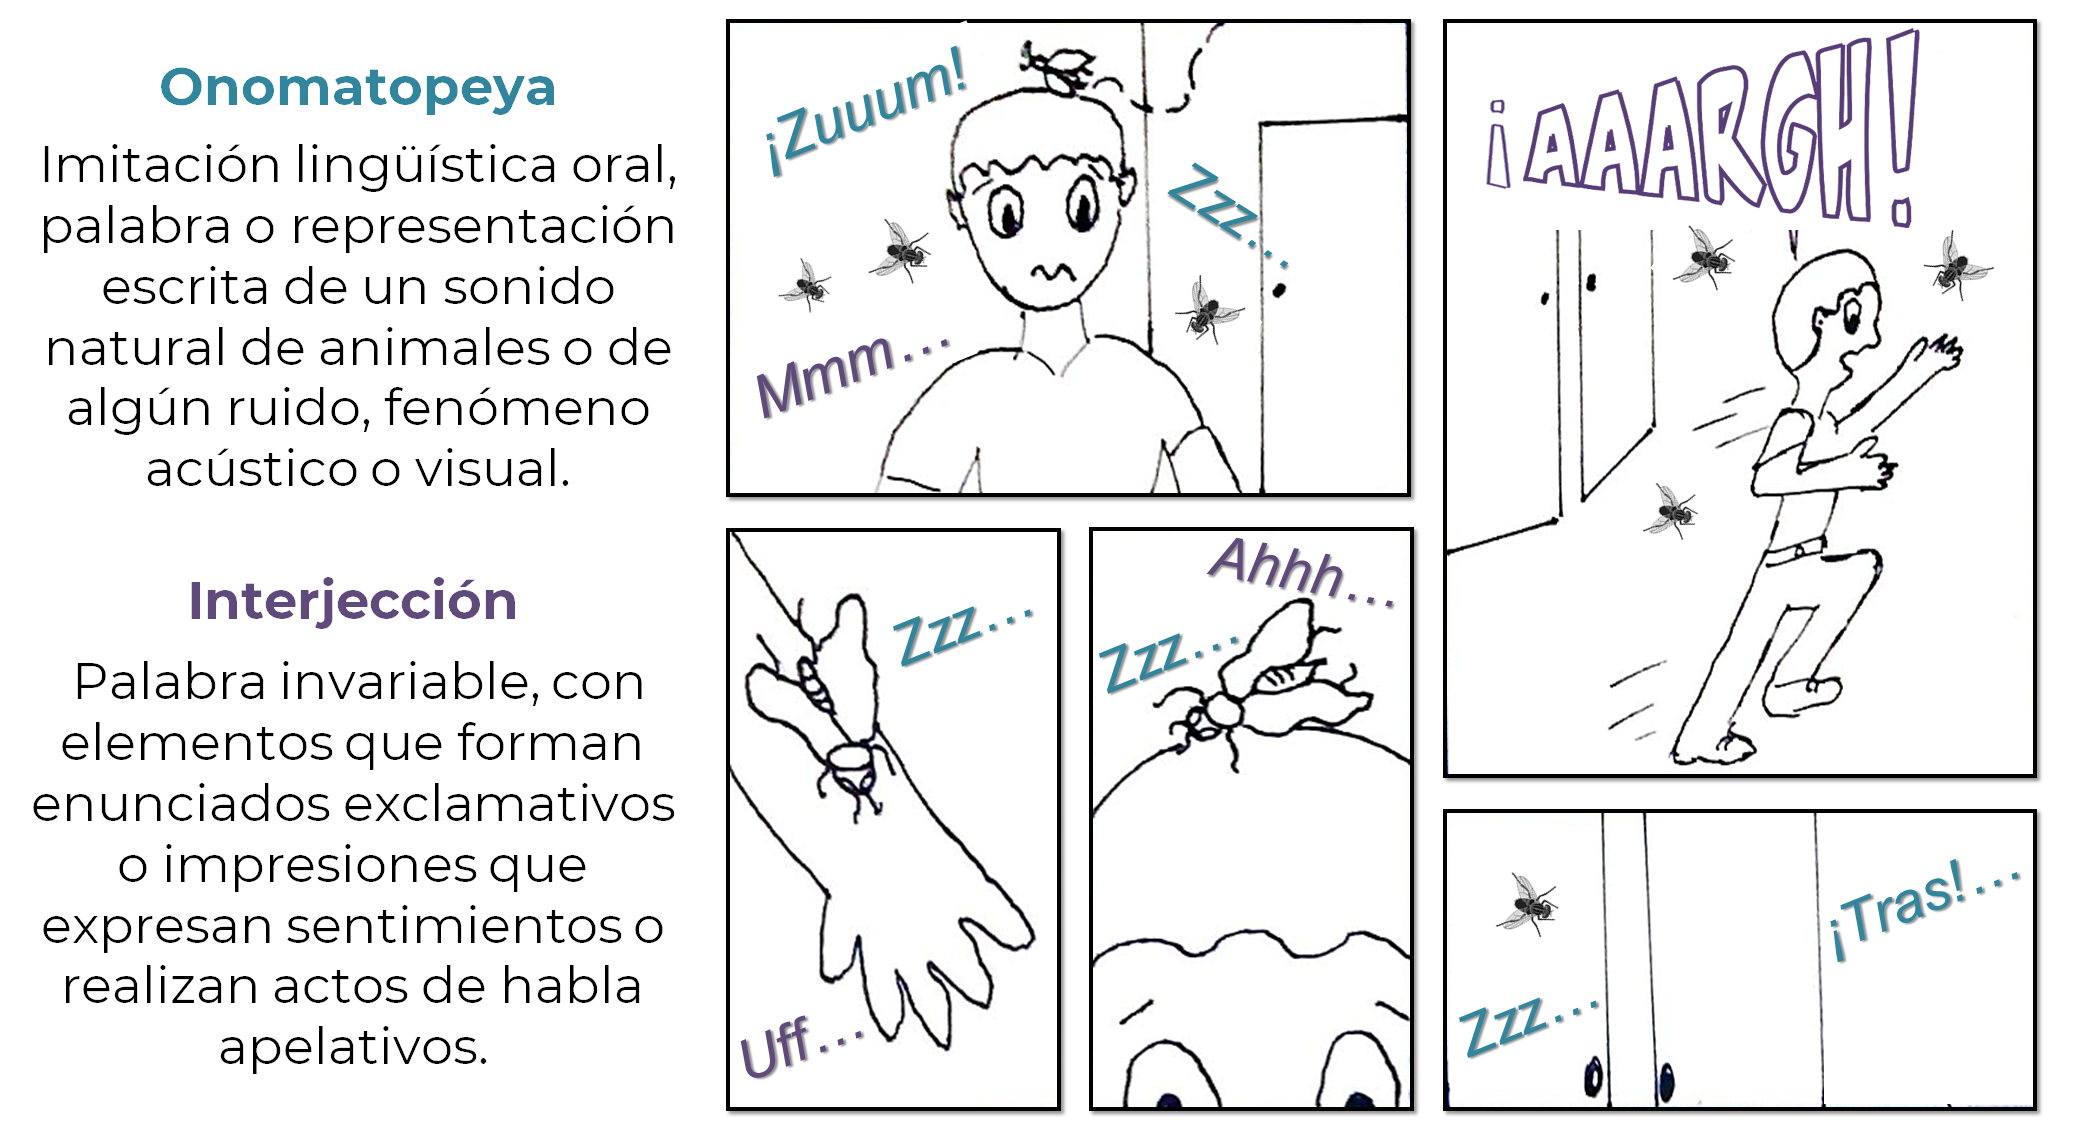 Onomatopeya
Imitación lingüística oral,
palabra o representación
escrita de un sonido
natural de animales o de
algún ruido, fenómeno
acústico o visual.
Interjección
Palabra invariable, con
elementos que forman
enunciados exclamativos
o impresiones que
expresan sentimientos o
realizan actos de habla
apelativos.
¡Zuuum!
Zzz...
Mmm...
Zzz...
Uff...
Ahhh...
Zzz...
¡AAARGH!
¡Tras!...
Zzz...